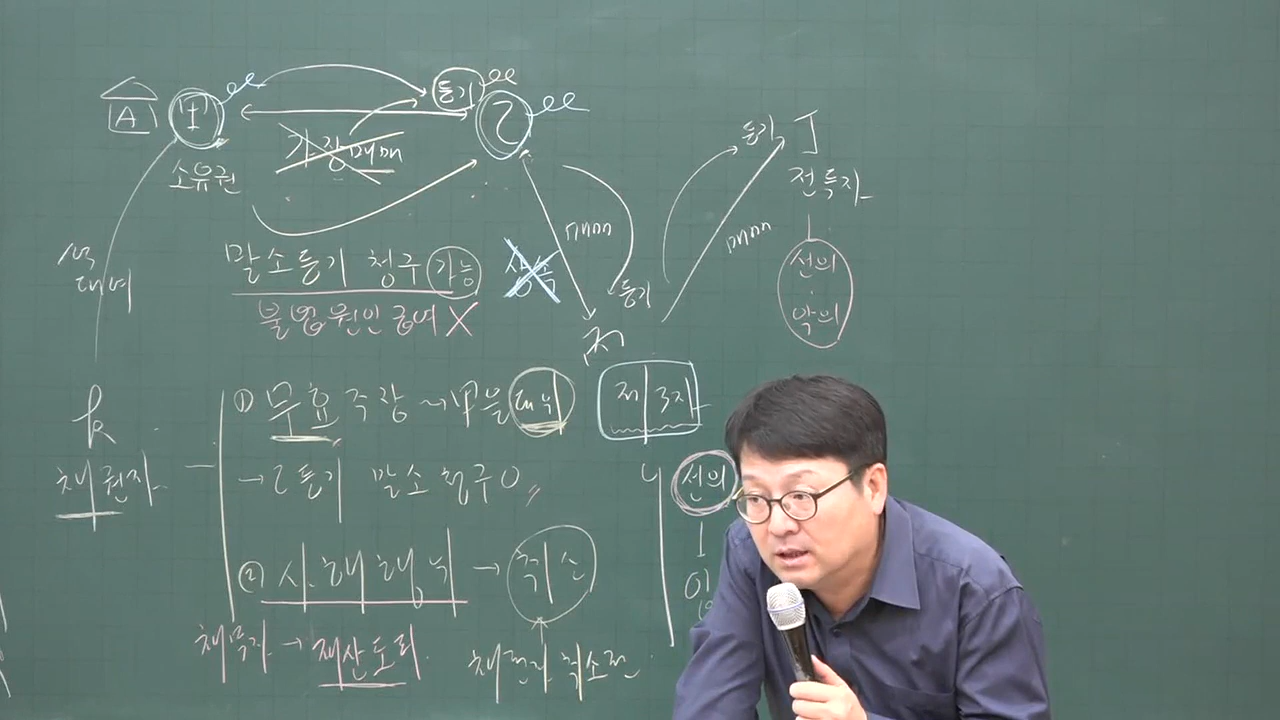 A
甲
등기
乙
가장매매
소유권
말소등기 청구 가능
불법원인급여 X
상속
매매
등기
丙
제3자
매매
등기 丁
전득자
선의
악의
k
채권자
① 무효 주장 → 甲을 대위
→ 乙 등기 말소 청구 O
② 사해행위 → 취소
채무자 → 재산도피
채권자취소권
선의